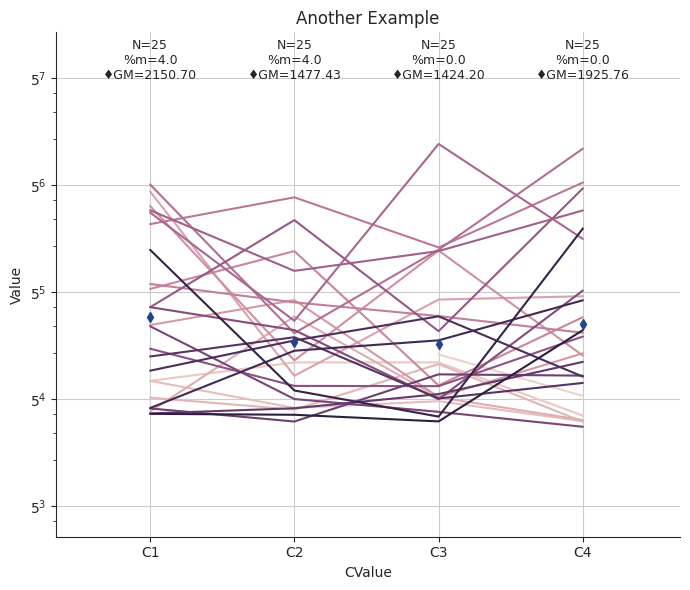 Another Example
N=25 N=25 N=25 N=25
%m=4.0 %m=4.0 %m=0.0 %m=0.0
♦GM=2150.70 ♦GM=1477.43 ♦GM=1424.20 ♦GM=1925.76
5⁷
5⁶
5⁵
5⁴
5³
Value
C1 C2 C3 C4
CValue